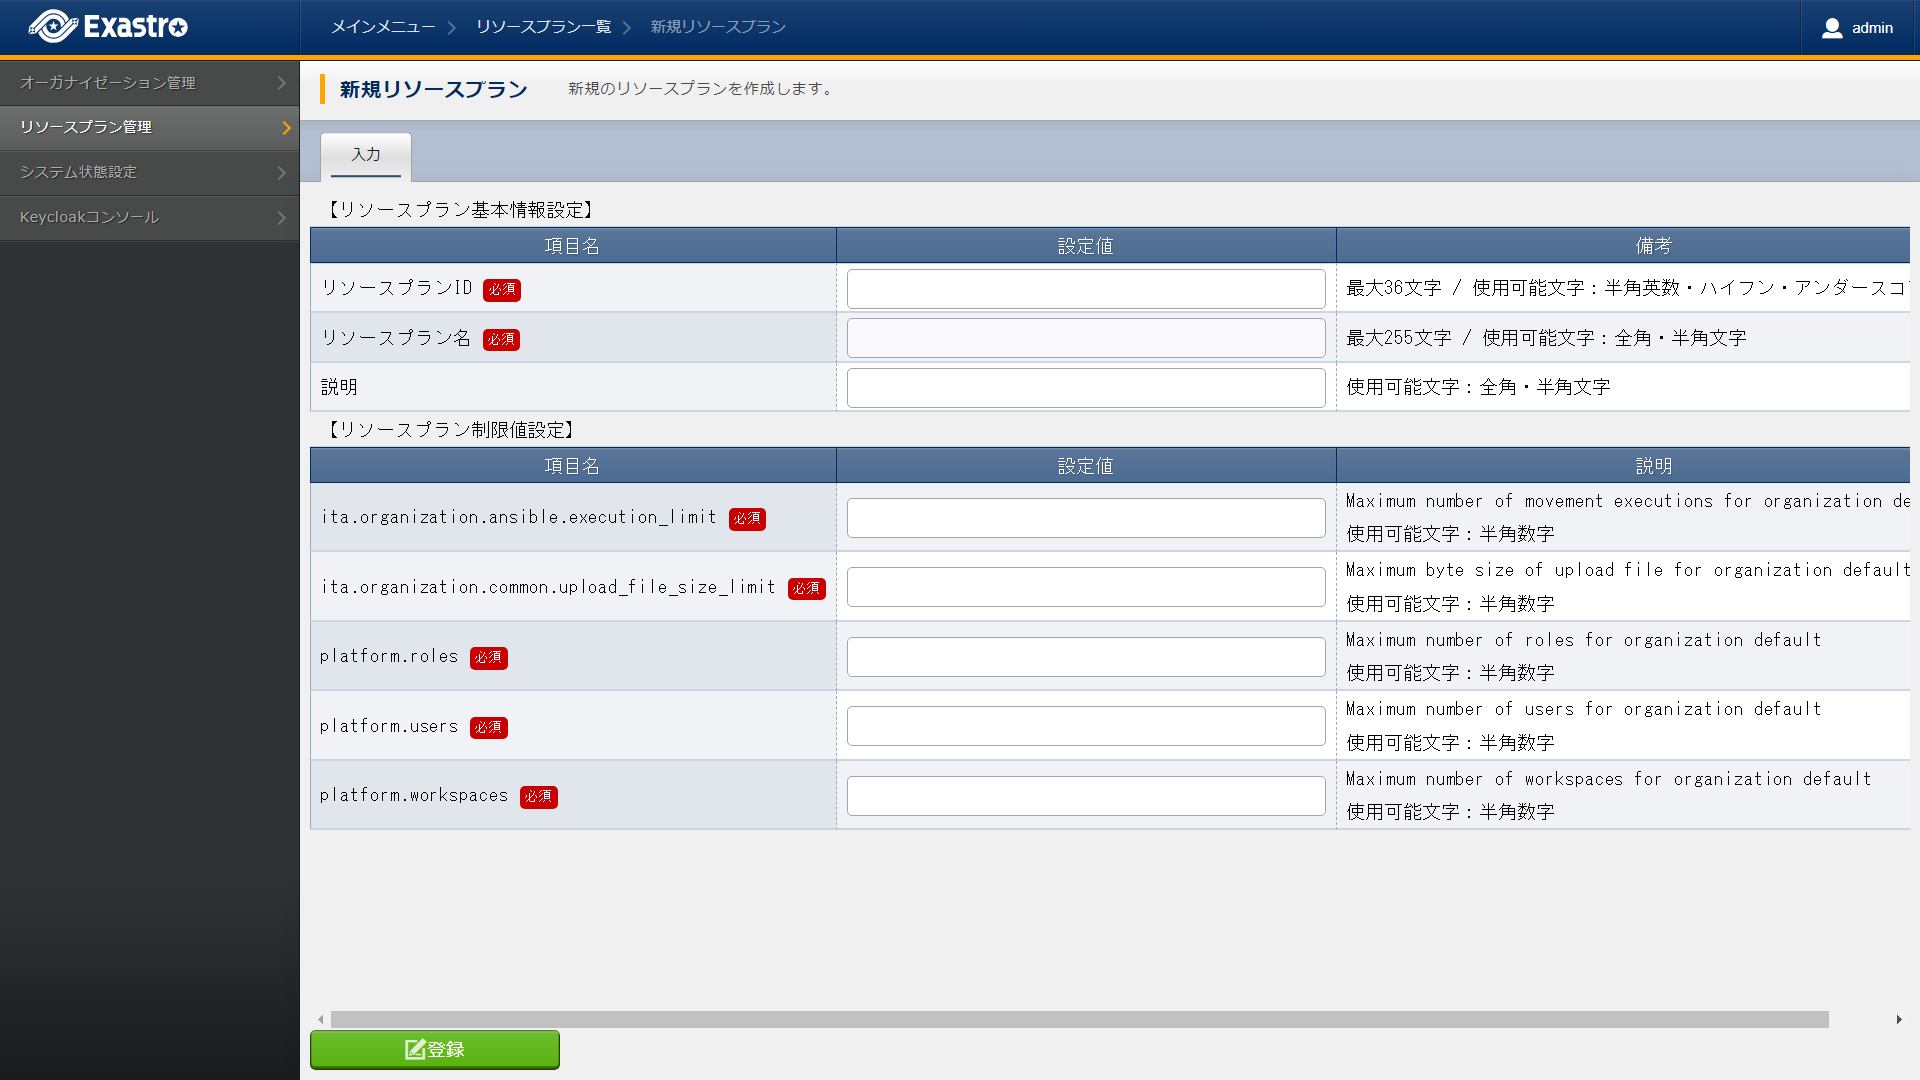 Exastro
メインメニュー
リソースプラン一覧
新規リソースプラン
admin
オーガナイゼーション管理
リソースプラン管理
システム状態設定
Keycloakコンソール
新規リソースプラン
新規のリソースプランを作成します。
入力
【リソースプラン基本情報設定】
項目名
設定値
備考
リソースプランID 必須
最大36文字 / 使用可能文字：半角英数・ハイフン・アンダースコ
リソースプラン名 必須
最大255文字 / 使用可能文字：全角・半角文字
説明
使用可能文字：全角・半角文字
【リソースプラン制限値設定】
項目名
設定値
説明
ita.organization.ansible.execution_limit 必須
Maximum number of movement executions for organization de
使用可能文字：半角数字
ita.organization.common.upload_file_size_limit 必須
Maximum byte size of upload file for organization default
使用可能文字：半角数字
platform.roles 必須
Maximum number of roles for organization default
使用可能文字：半角数字
platform.users 必須
Maximum number of users for organization default
使用可能文字：半角数字
platform.workspaces 必須
Maximum number of workspaces for organization default
使用可能文字：半角数字
登録